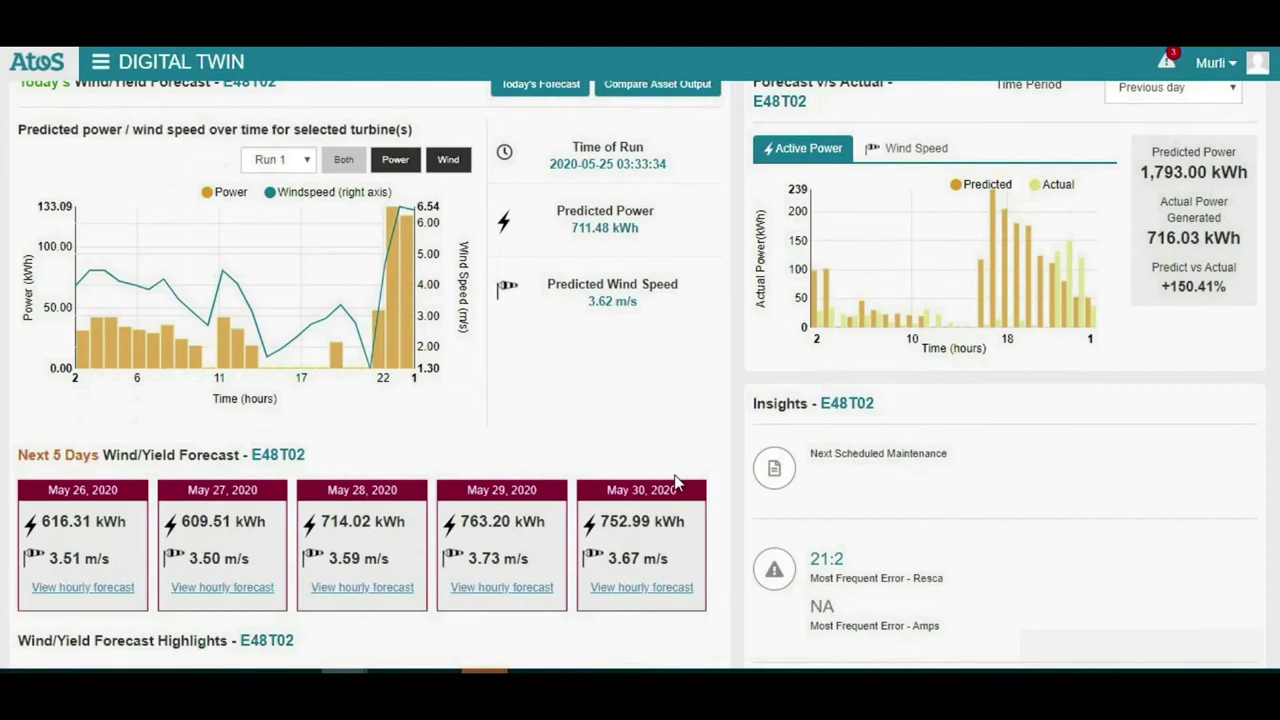 Atos
DIGITAL TWIN
3
Murli
Today's Wind/Yield Forecast - E48T02
Today's Forecast
Compare Asset Output
Predicted power / wind speed over time for selected turbine(s)
Run 1
Both
Power
Wind
Power
Windspeed (right axis)
133.09
100.00
50.00
0.00
Power (kWh)
6.54
6.00
5.00
4.00
3.00
2.00
1.30
Wind Speed (m/s)
2 6 11 17 22 1
Time (hours)
Time of Run
2020-05-25 03:33:34
Predicted Power
711.48 kWh
Predicted Wind Speed
3.62 m/s
Forecast v/s Actual -
E48T02
Time Period
Previous day
Active Power
Wind Speed
Predicted
Actual
239
200
150
100
50
0
Actual Power(kWh)
2 10 18 1
Time (hours)
Predicted Power
1,793.00 kWh
Actual Power
Generated
716.03 kWh
Predict vs Actual
+150.41%
Next 5 Days Wind/Yield Forecast - E48T02
May 26, 2020
616.31 kWh
3.51 m/s
View hourly forecast
May 27, 2020
609.51 kWh
3.50 m/s
View hourly forecast
May 28, 2020
714.02 kWh
3.59 m/s
View hourly forecast
May 29, 2020
763.20 kWh
3.73 m/s
View hourly forecast
May 30, 2020
752.99 kWh
3.67 m/s
View hourly forecast
Wind/Yield Forecast Highlights - E48T02
Insights - E48T02
Next Scheduled Maintenance
21:2
Most Frequent Error - Resca
NA
Most Frequent Error - Amps